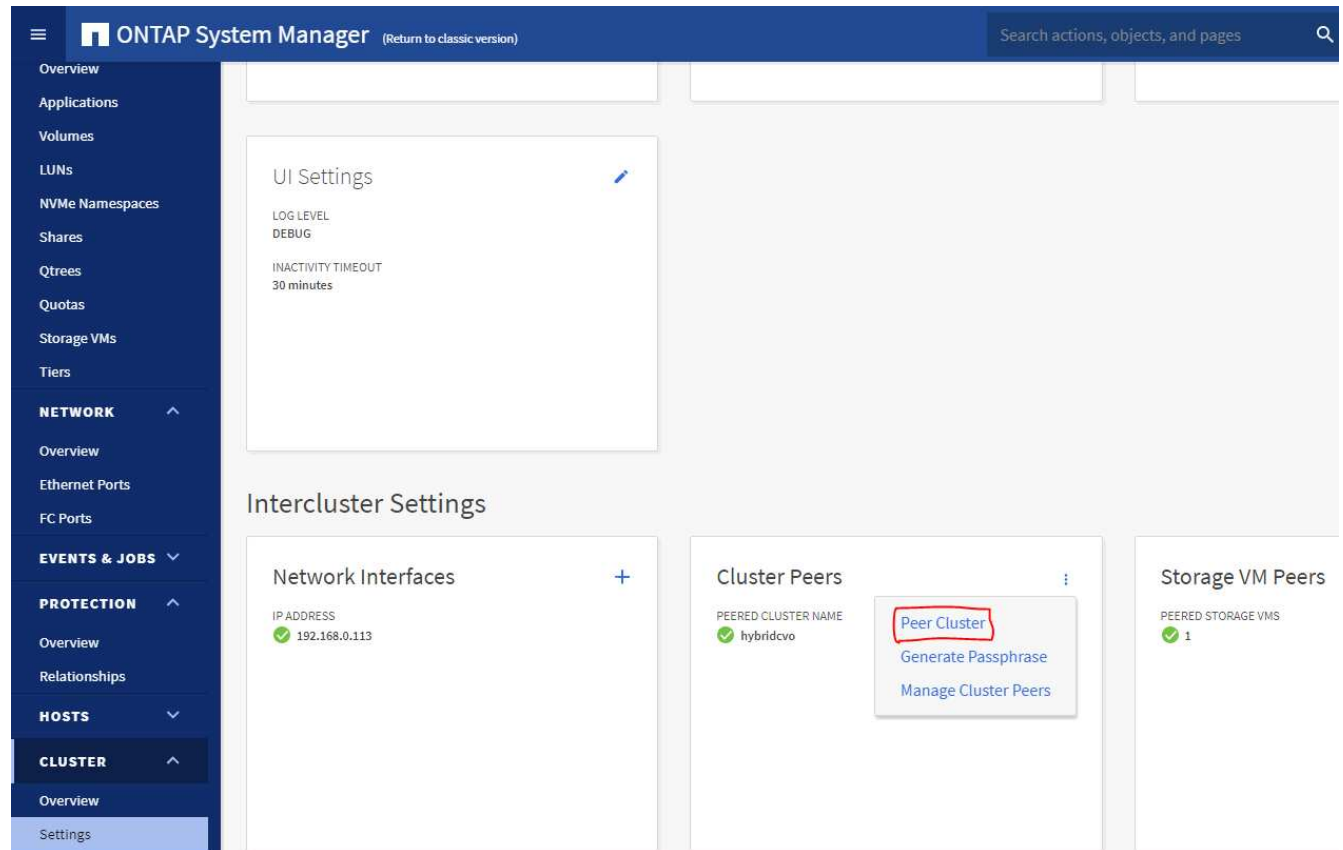 ONTAP System Manager (Return to classic version)
Search actions, objects, and pages
Overview
Applications
Volumes
LUNs
NVMe Namespaces
Shares
Qtrees
Quotas
Storage VMs
Tiers
NETWORK
Overview
Ethernet Ports
FC Ports
EVENTS & JOBS
PROTECTION
Overview
Relationships
HOSTS
CLUSTER
Overview
Settings
UI Settings
LOG LEVEL
DEBUG
INACTIVITY TIMEOUT
30 minutes
Intercluster Settings
Network Interfaces
IP ADDRESS
192.168.0.113
Cluster Peers
PEERED CLUSTER NAME
hybridcvo
Peer Cluster
Generate Passphrase
Manage Cluster Peers
Storage VM Peers
PEERED STORAGE VMS
1